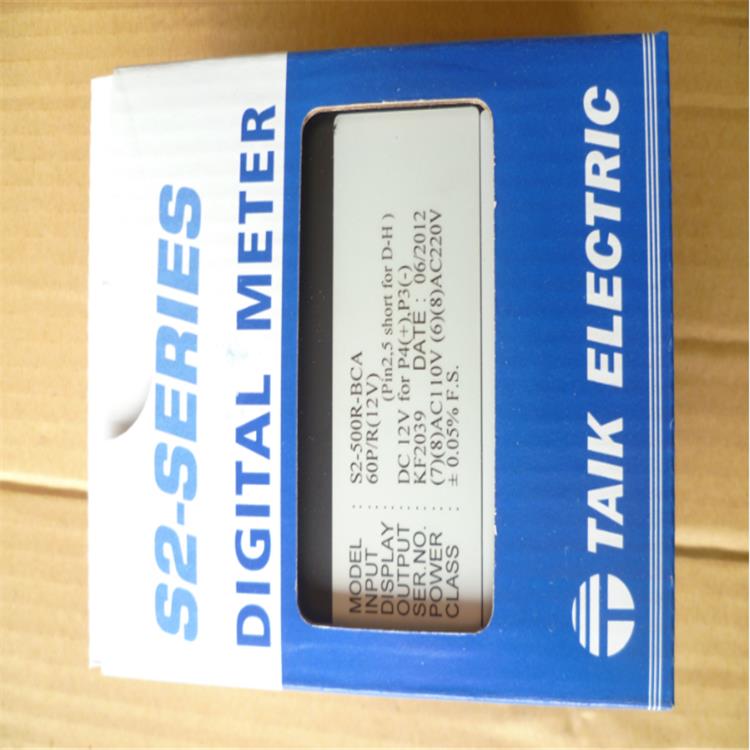 S2-SERIES
DIGITAL METER
MODEL : S2-500R-BCA
INPUT : 60P/R(12V)
DISPLAY : (Pin2,5 short for D-H)
OUTPUT : DC 12V for P4(+),P3(-)
SER.NO. : KF2039 DATE : 06/2012
POWER : (7)(8)AC110V (6)(8)AC220V
CLASS : ± 0.05% F.S.
TAIK ELECTRIC